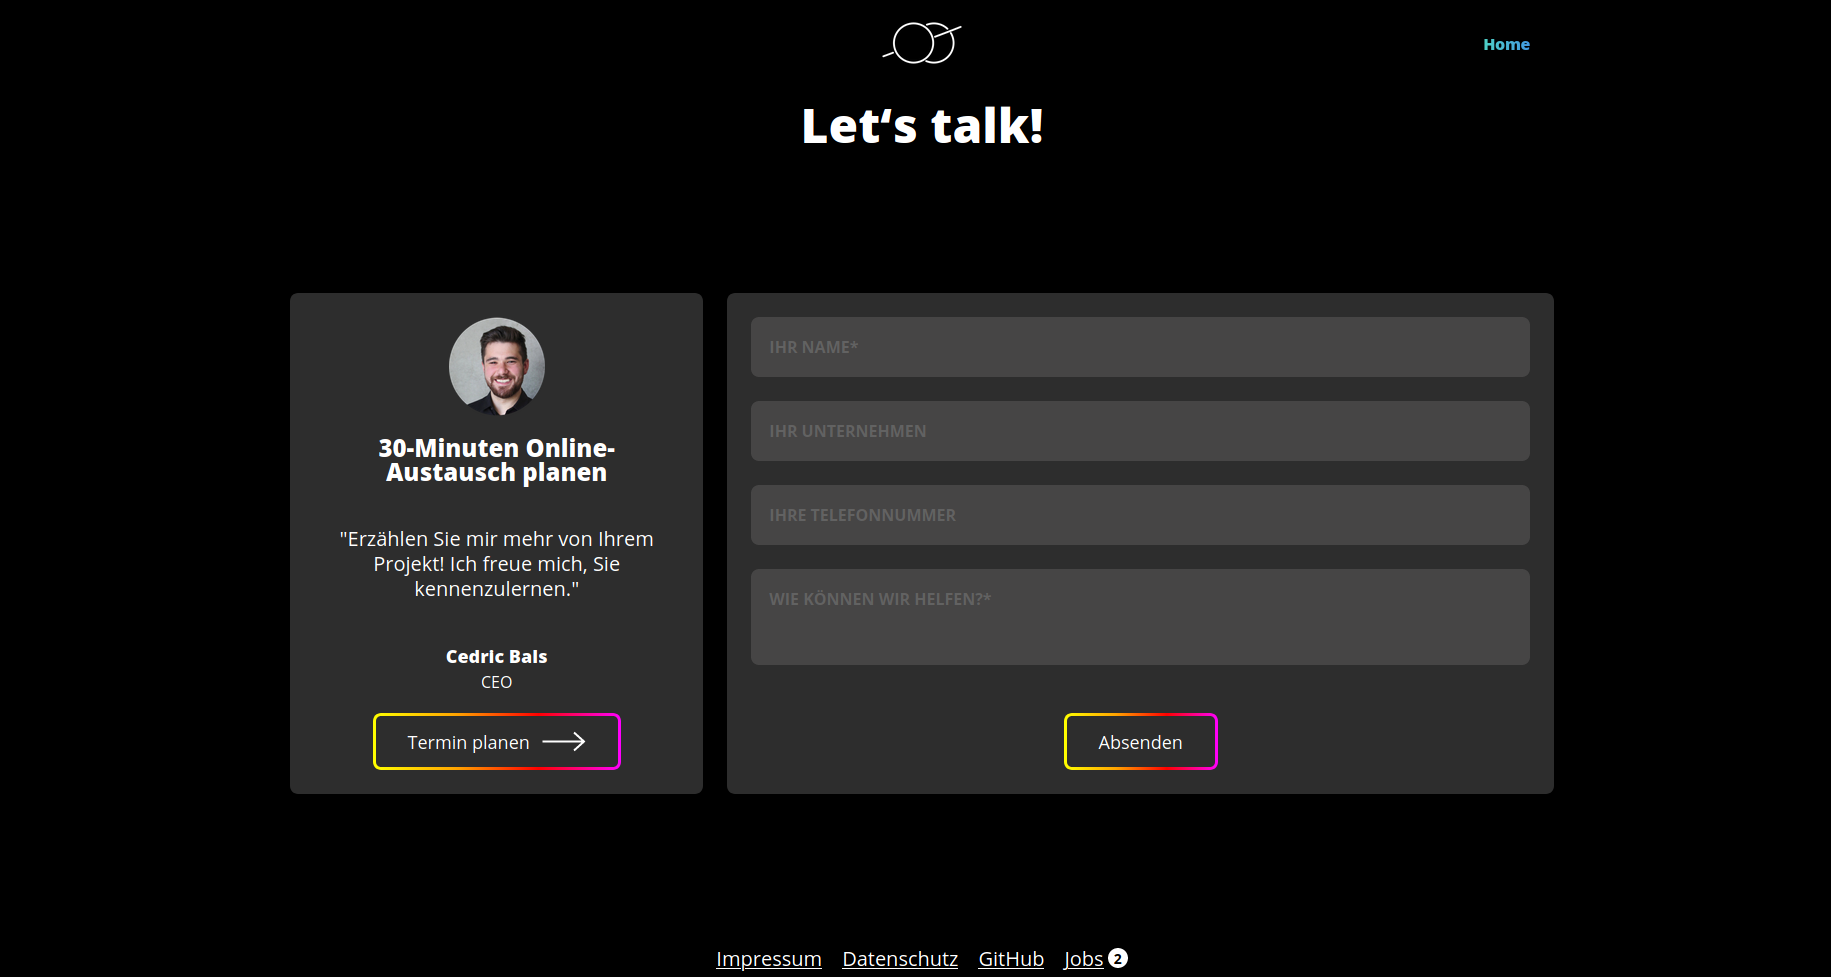 Home
Let‘s talk!
30-Minuten Online-
Austausch planen
"Erzählen Sie mir mehr von Ihrem
Projekt! Ich freue mich, Sie
kennenzulernen."
Cedric Bals
CEO
Termin planen
IHR NAME*
IHR UNTERNEHMEN
IHRE TELEFONNUMMER
WIE KÖNNEN WIR HELFEN?*
Absenden
Impressum Datenschutz GitHub Jobs 2